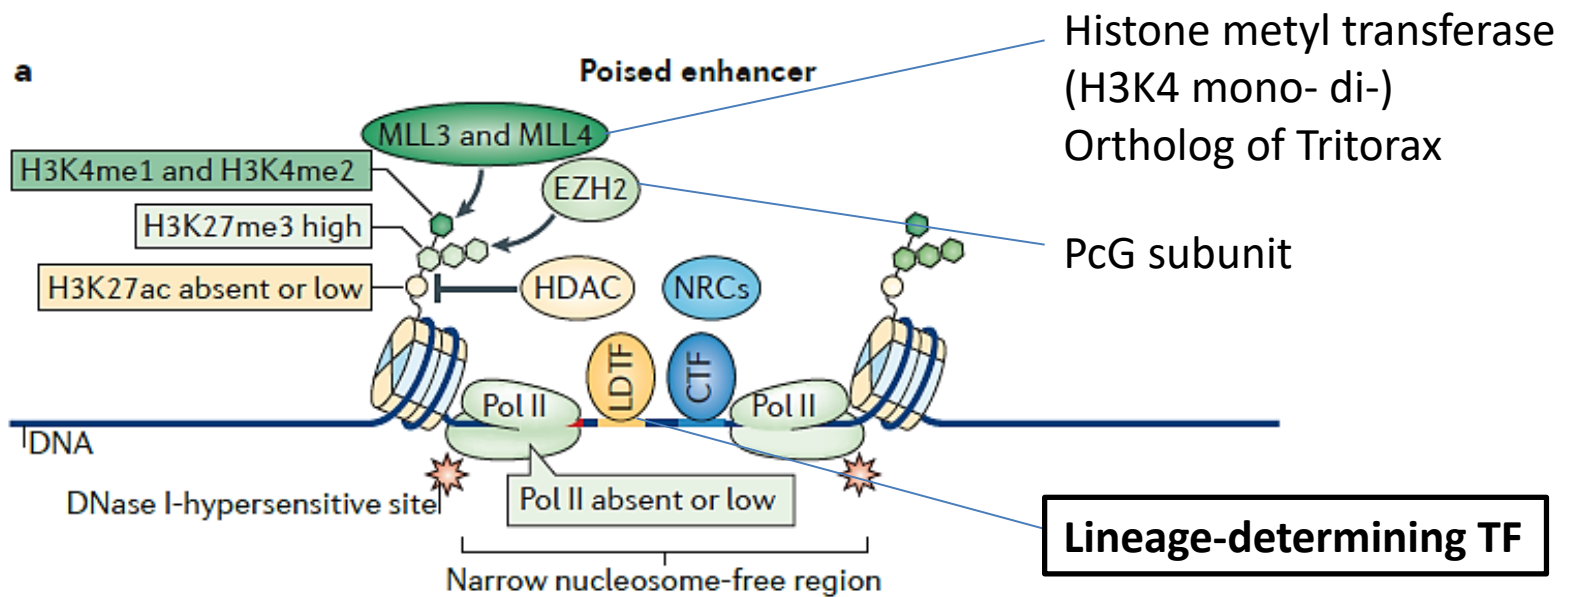 a
Poised enhancer
Histone metyl transferase
(H3K4 mono- di-)
Ortholog of Tritorax
MLL3 and MLL4
H3K4me1 and H3K4me2
EZH2
H3K27me3 high
PcG subunit
H3K27ac absent or low
HDAC
NRCs
LDTF
CTF
Pol II
Pol II
DNA
DNase I-hypersensitive site
Pol II absent or low
Lineage-determining TF
Narrow nucleosome-free region